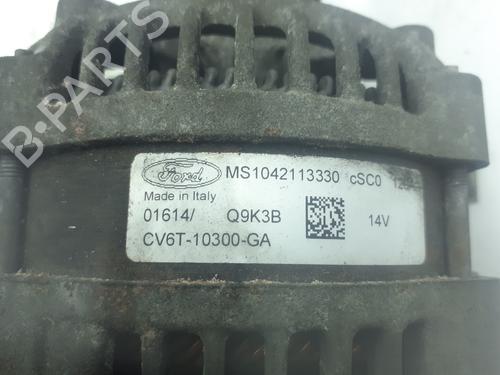 B-PARTS
Ford
MS1042113330 cSC0
Made in Italy
01614/ Q9K3B
14V
CV6T-10300-GA